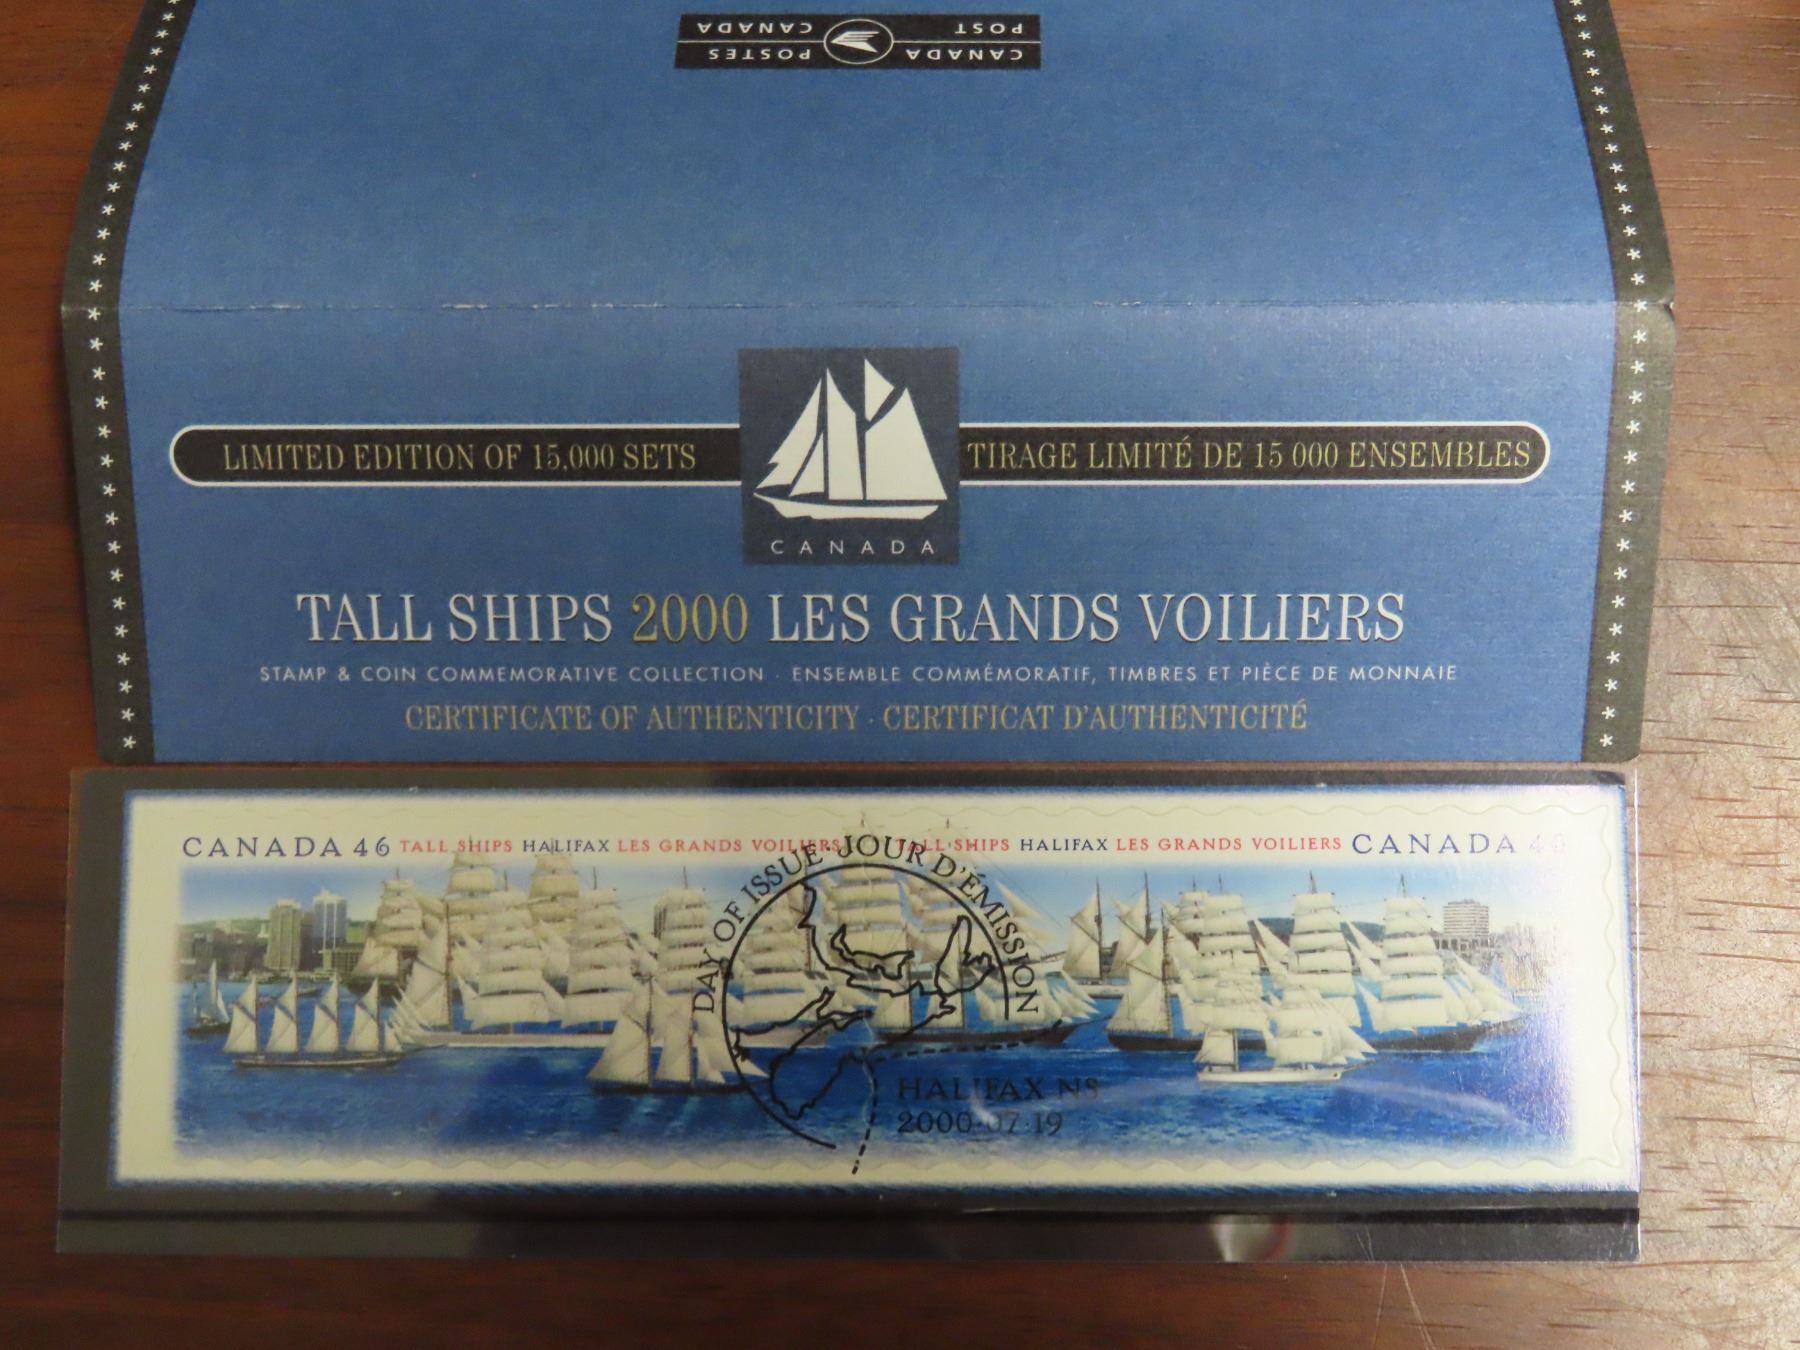 CANADA POST
POSTES CANADA
LIMITED EDITION OF 15,000 SETS
TIRAGE LIMITÉ DE 15 000 ENSEMBLES
CANADA
TALL SHIPS 2000 LES GRANDS VOILIERS
STAMP & COIN COMMEMORATIVE COLLECTION · ENSEMBLE COMMÉMORATIF, TIMBRES ET PIÈCE DE MONNAIE
CERTIFICATE OF AUTHENTICITY · CERTIFICAT D'AUTHENTICITÉ
CANADA 46 TALL SHIPS HALIFAX LES GRANDS VOILIERS
TALL SHIPS HALIFAX LES GRANDS VOILIERS CANADA 46
DAY OF ISSUE · JOUR D'ÉMISSION
HALIFAX NS
2000·07·19